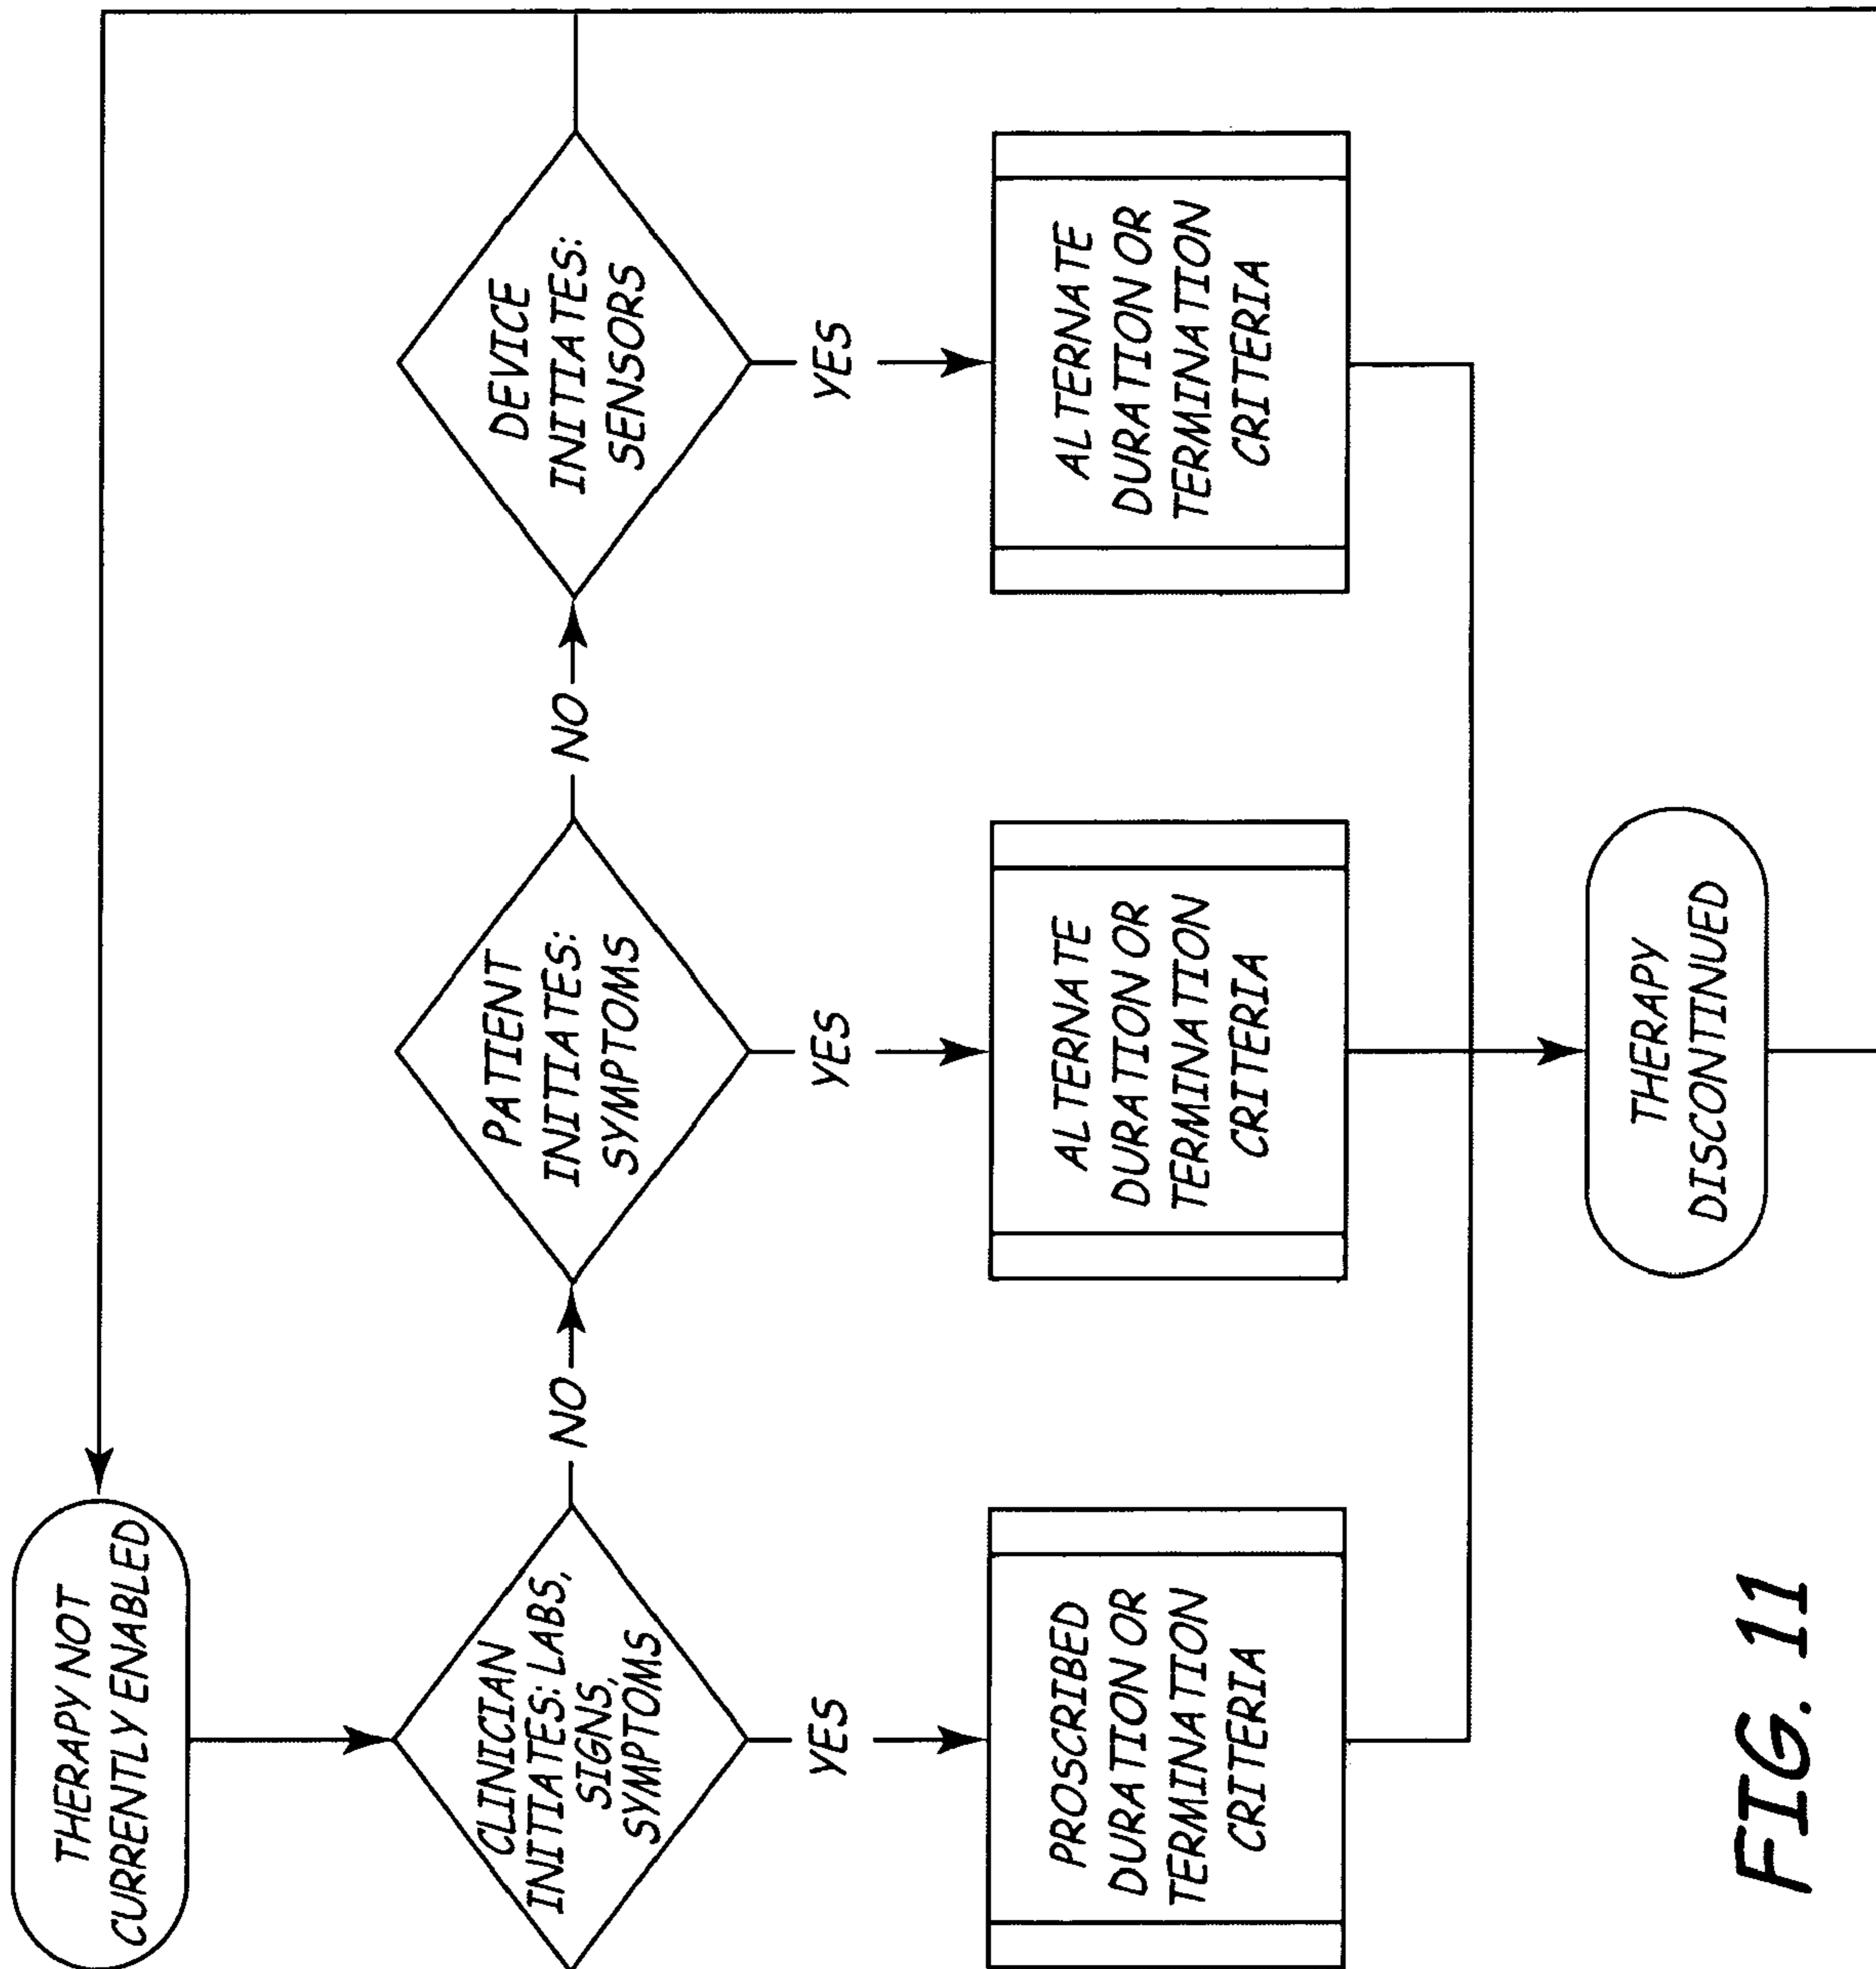 THERAPY NOT
CURRENTLY ENABLED
CLINICIAN
INITIATES: LABS,
SIGNS,
SYMPTOMS
NO
PATIENT
INITIATES:
SYMPTOMS
NO
DEVICE
INITIATES:
SENSORS
YES
YES
YES
PROSCRIBED
DURATION OR
TERMINATION
CRITERIA
ALTERNATE
DURATION OR
TERMINATION
CRITERIA
ALTERNATE
DURATION OR
TERMINATION
CRITERIA
THERAPY
DISCONTINUED
FIG. 11